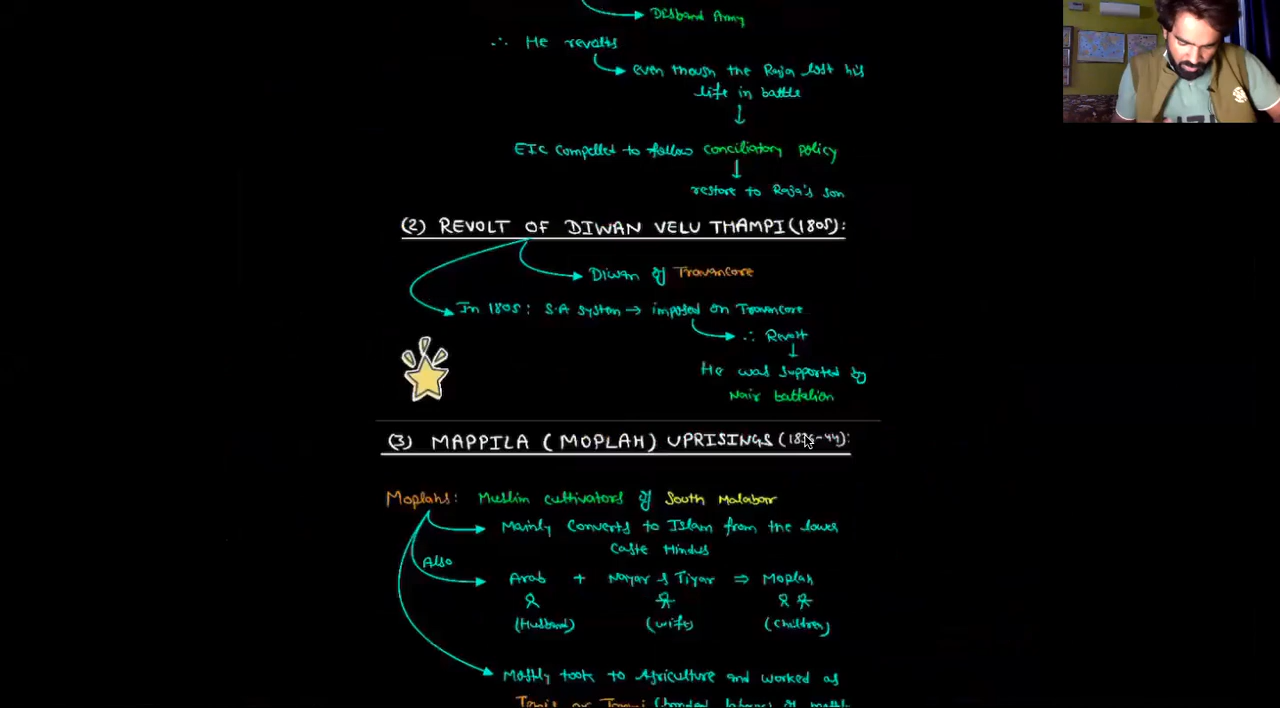 Disband Army
∴ He revolts
even though the Raja lost his
life in battle
EIC compelled to follow conciliatory policy
restore to Raja's son
(2) REVOLT OF DIWAN VELU THAMPI (1805):
Diwan of Travancore
In 1805: S.A system → imposed on Travncore
∴ Revolt
He was supported by
Nair battalion
(3) MAPPILA (MOPLAH) UPRISINGS
Moplahs: Muslim cultivators of South Malabar
Mainly converts to Islam from the lower
Caste Hindus
Also
Arab + Nayar & Tiyar ⇒ Moplah
(Husband) (wife) (children)
Mostly took to Agriculture and worked as